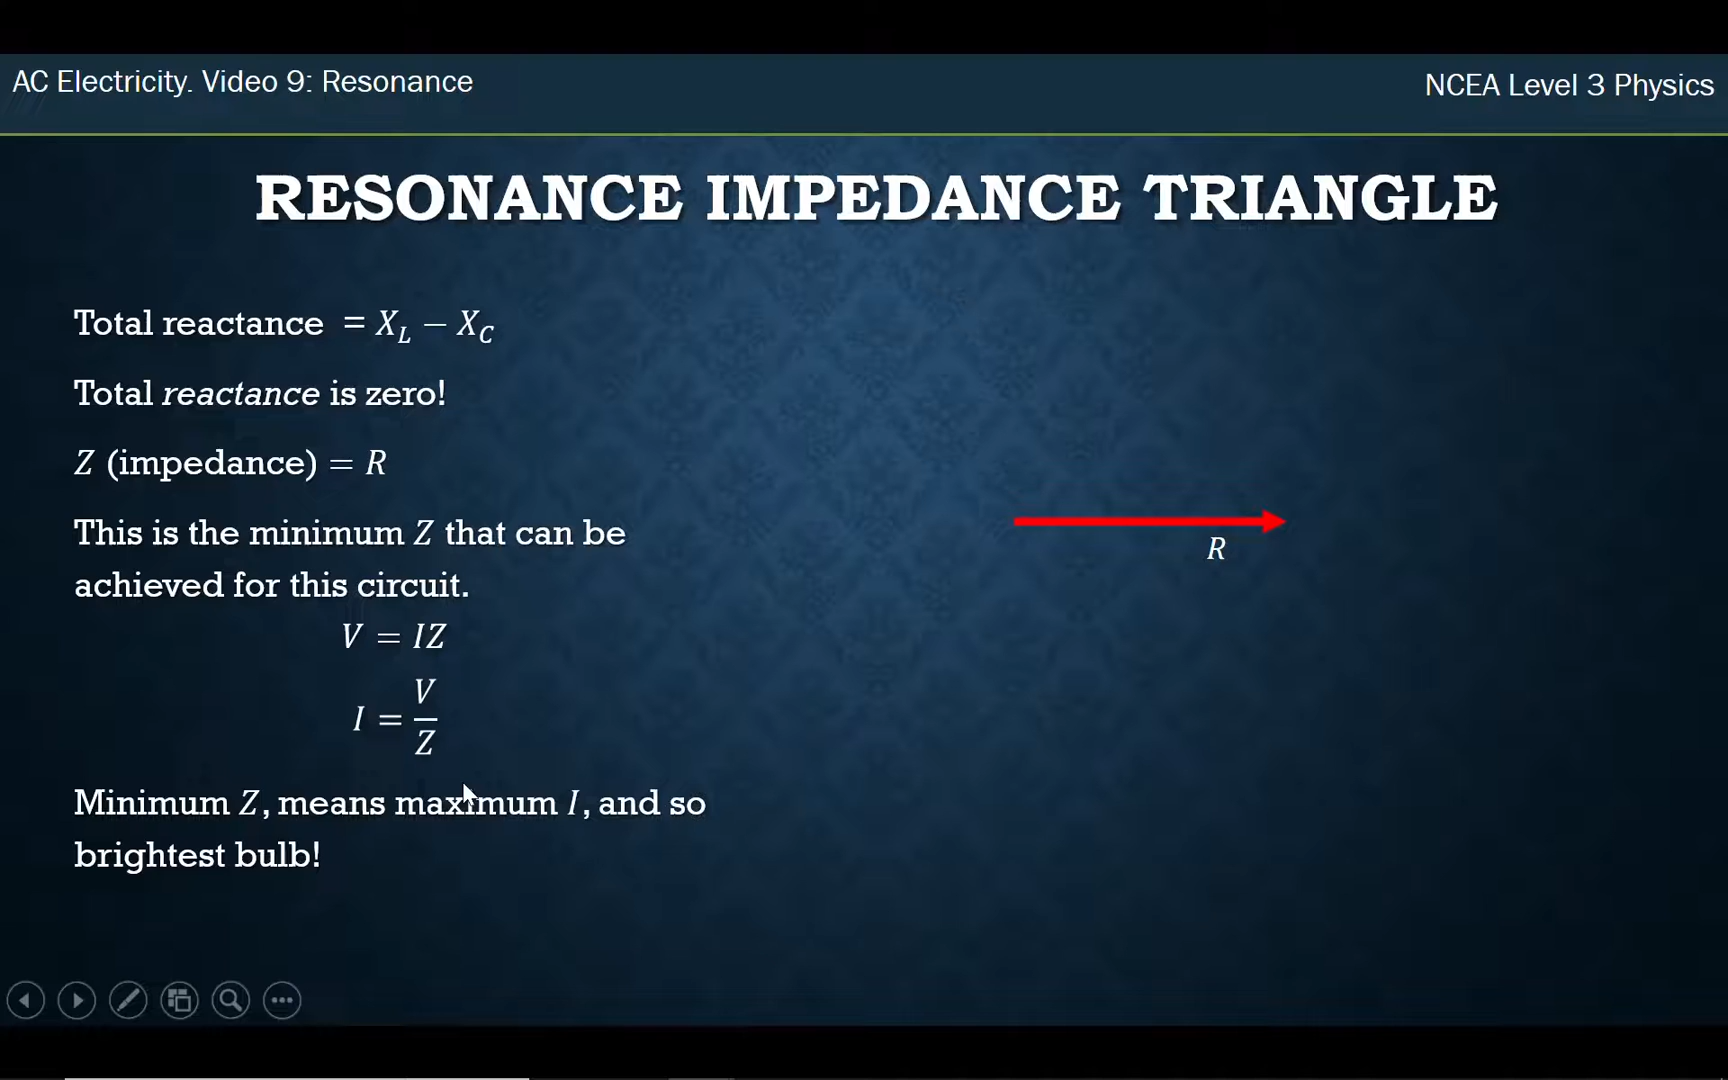 AC Electricity. Video 9: Resonance
NCEA Level 3 Physics
RESONANCE IMPEDANCE TRIANGLE
Total reactance = X_L − X_C
Total reactance is zero!
Z (impedance) = R
This is the minimum Z that can be
achieved for this circuit.
V = IZ
I = V/Z
Minimum Z, means maximum I, and so
brightest bulb!
R